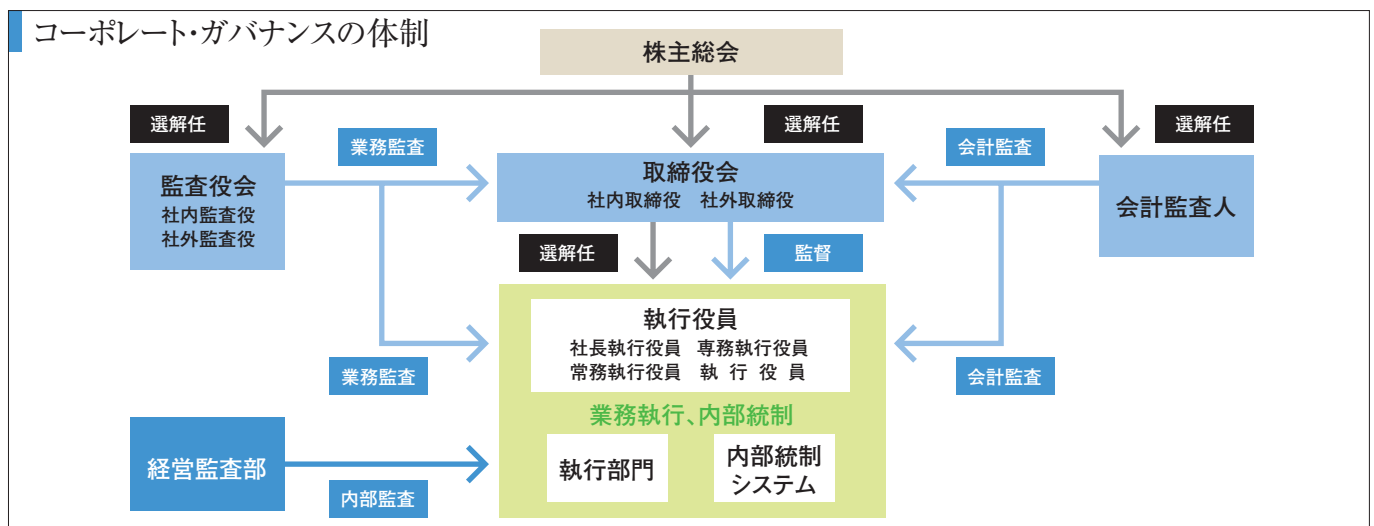 コーポレート・ガバナンスの体制
株主総会
選解任
選解任
選解任
業務監査
会計監査
監査役会
社内監査役
社外監査役
取締役会
社内取締役 社外取締役
会計監査人
選解任
監督
執行役員
社長執行役員 専務執行役員
常務執行役員 執行役員
業務監査
会計監査
業務執行、内部統制
経営監査部
内部監査
執行部門
内部統制
システム